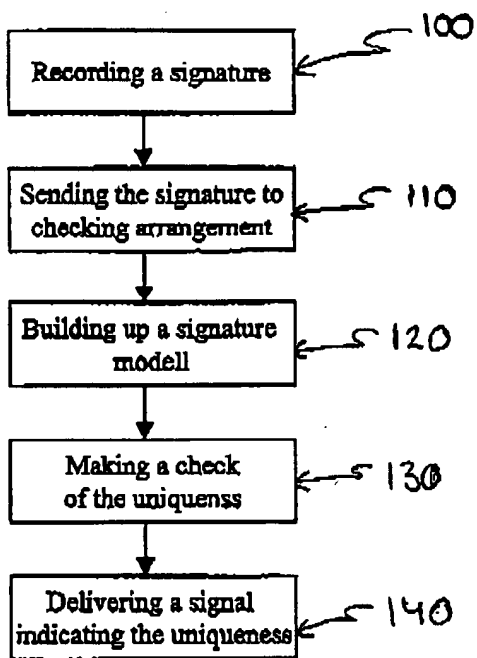 100
Recording a signature
Sending the signature to
checking arrangement
110
Building up a signature
modell
120
Making a check
of the uniquenss
130
Delivering a signal
indicating the uniqueness
140